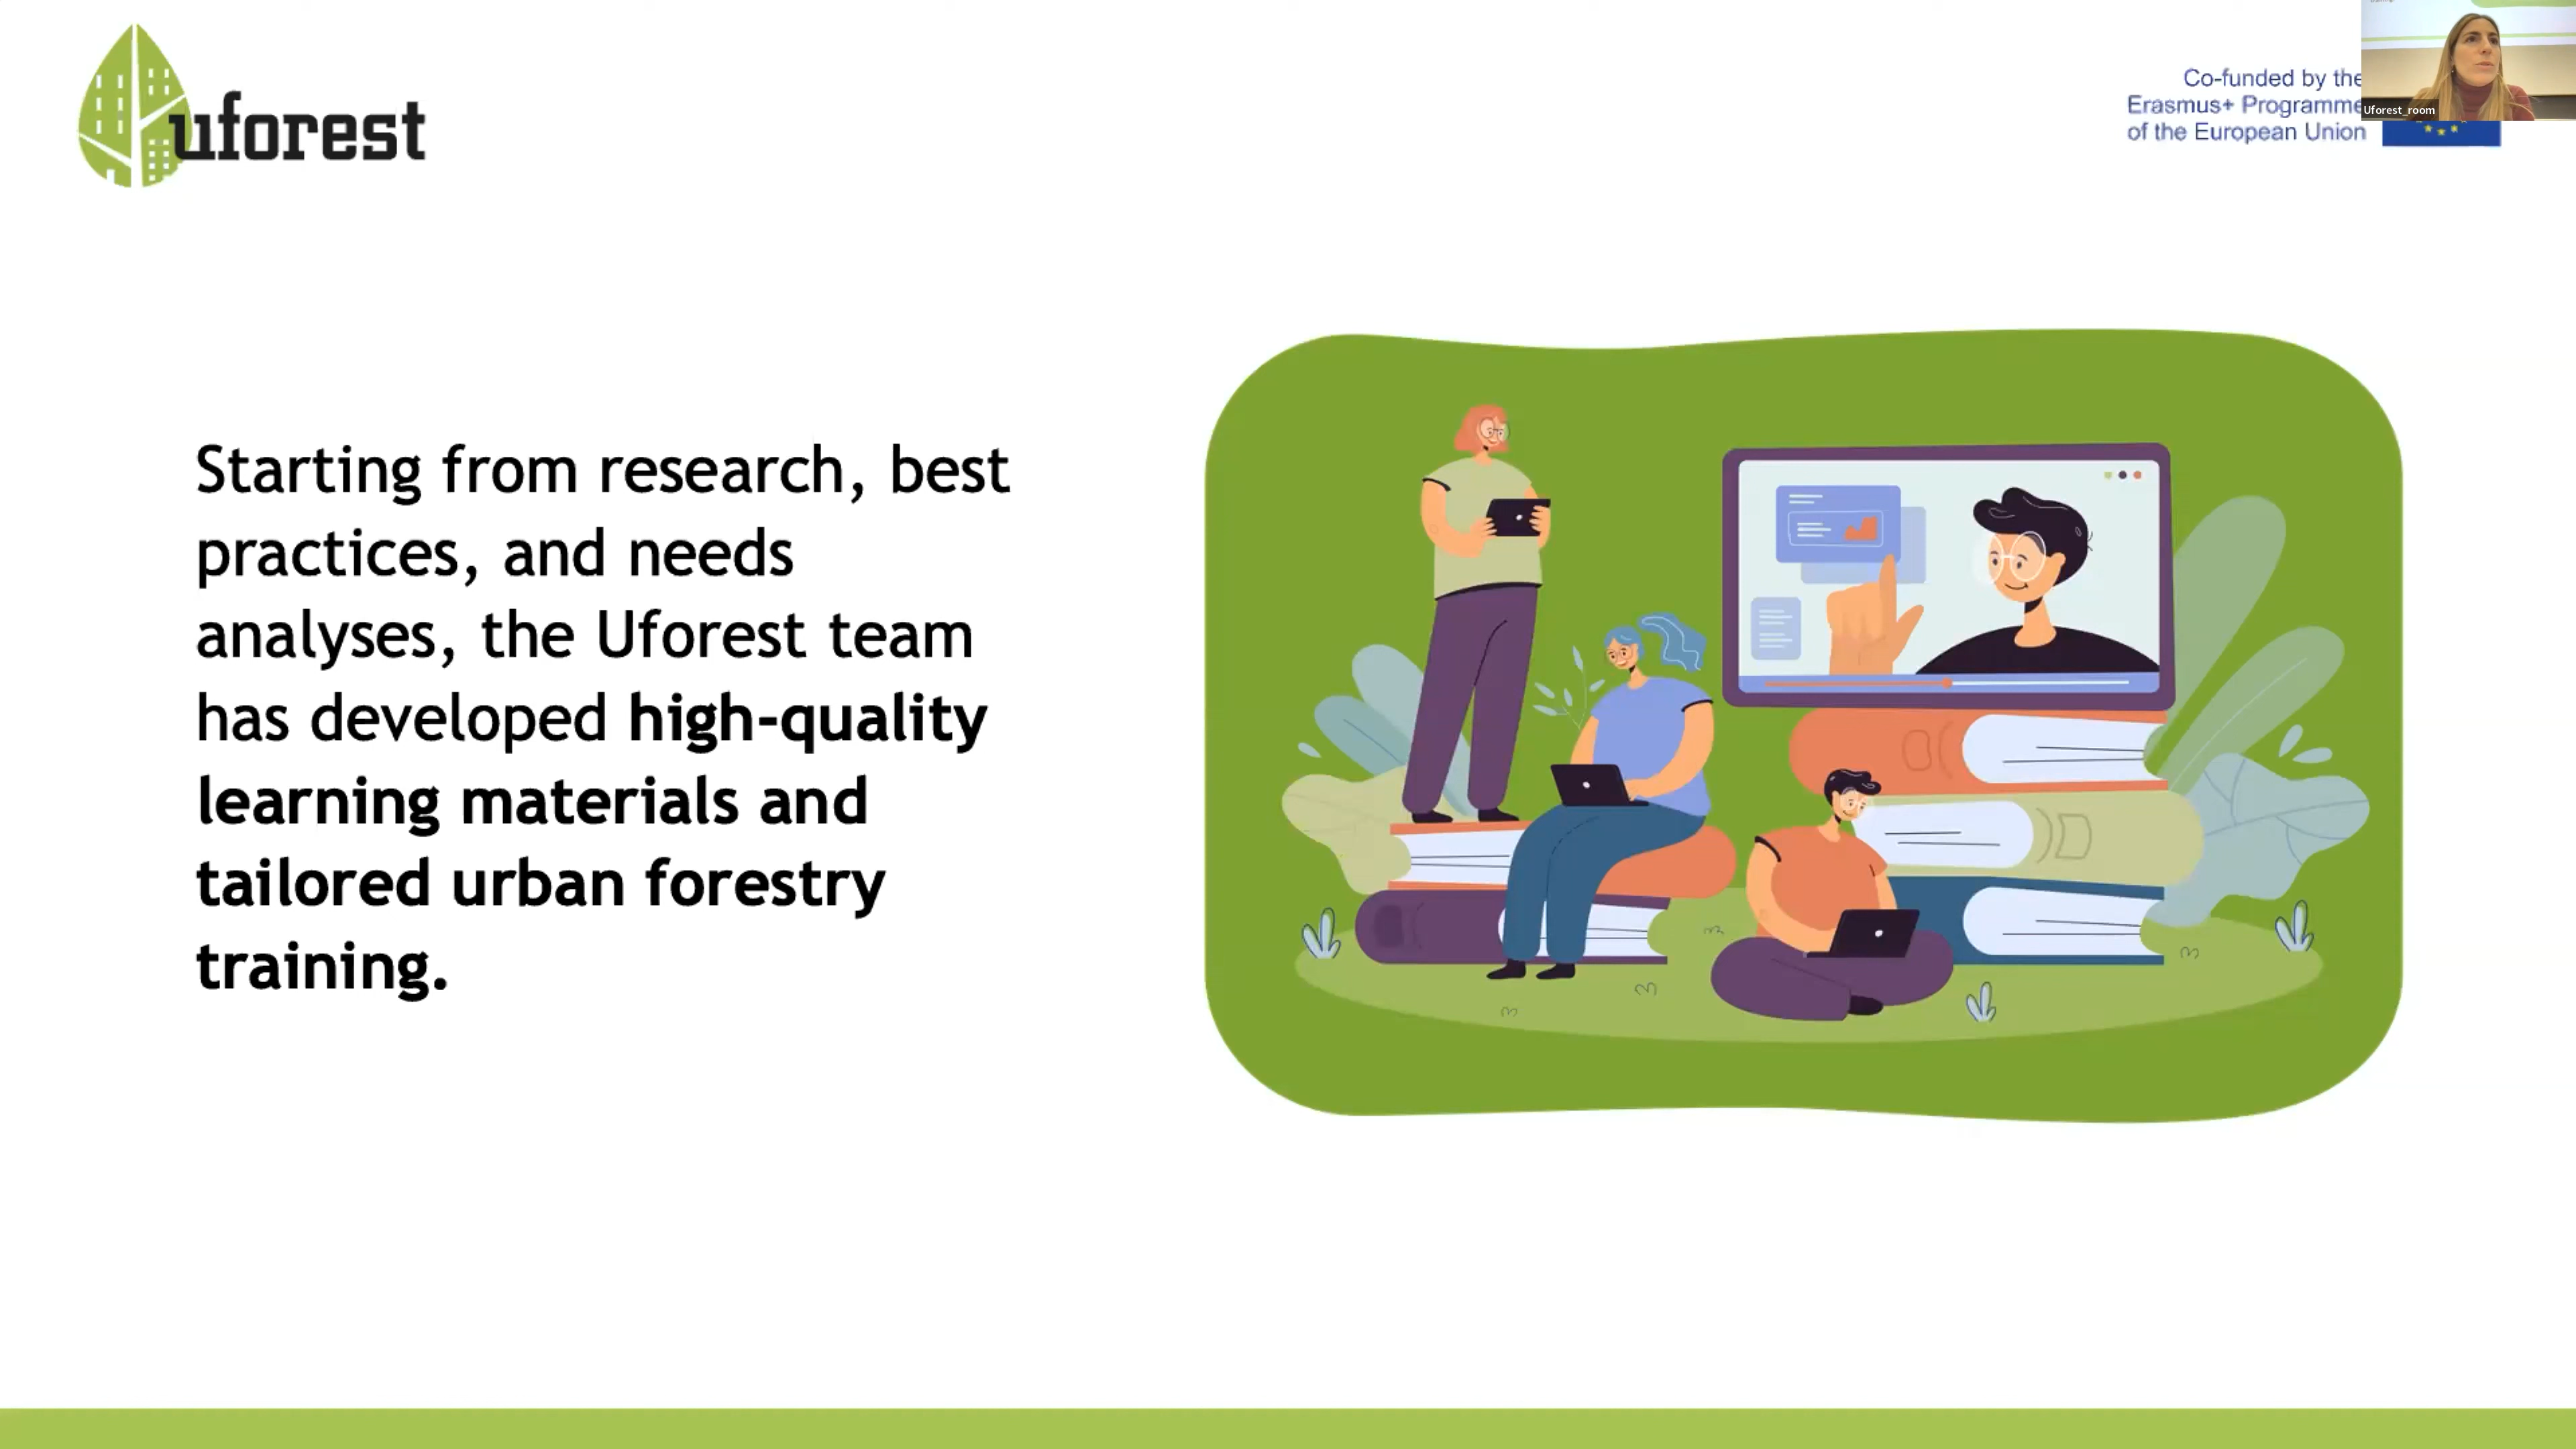 uforest
Co-funded by the
Erasmus+ Programme
of the European Union
Uforest_room
Starting from research, best
practices, and needs
analyses, the Uforest team
has developed high-quality
learning materials and
tailored urban forestry
training.